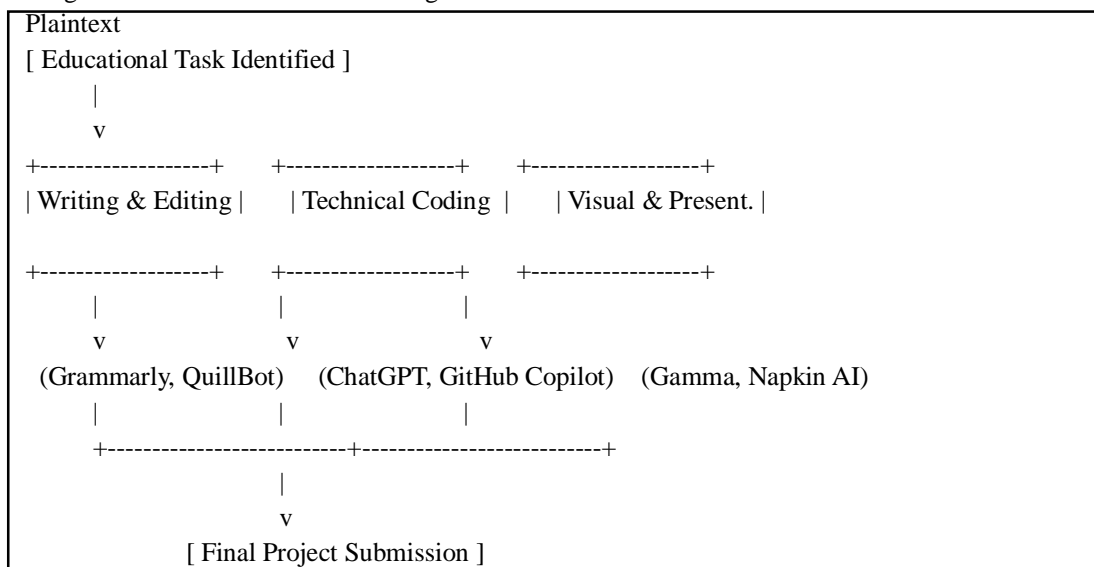 Plaintext
[ Educational Task Identified ]
|
v
+-------------------+ +-------------------+ +-------------------+
| Writing & Editing | | Technical Coding | | Visual & Present. |
+-------------------+ +-------------------+ +-------------------+
| | |
v v v
(Grammarly, QuillBot) (ChatGPT, GitHub Copilot) (Gamma, Napkin AI)
| | |
+---------------------------+---------------------------+
|
v
[ Final Project Submission ]